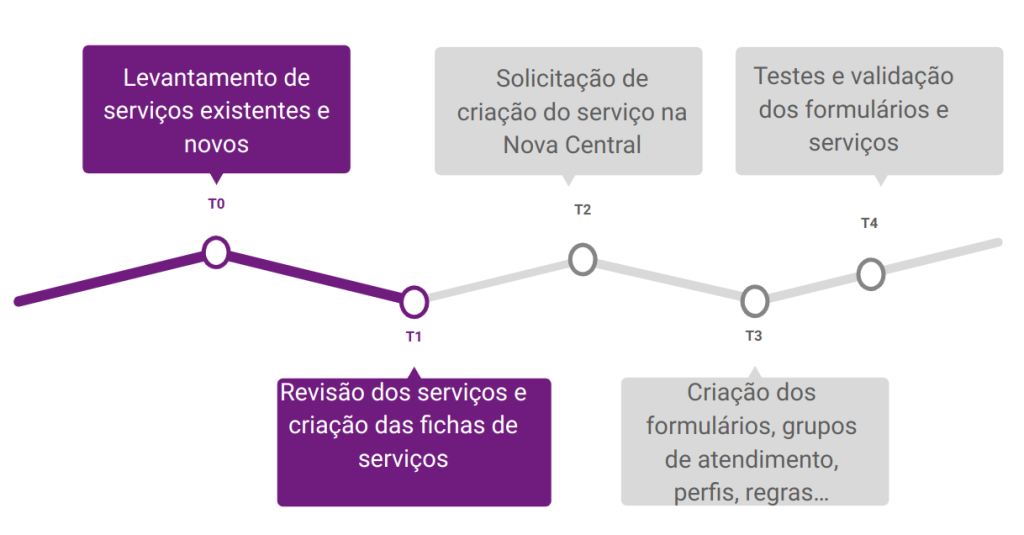 Levantamento de
serviços existentes e
novos
T0
T1
Revisão dos serviços e
criação das fichas de
serviços
Solicitação de
criação do serviço na
Nova Central
T2
T3
Criação dos
formulários, grupos
de atendimento,
perfis, regras...
Testes e validação
dos formulários e
serviços
T4